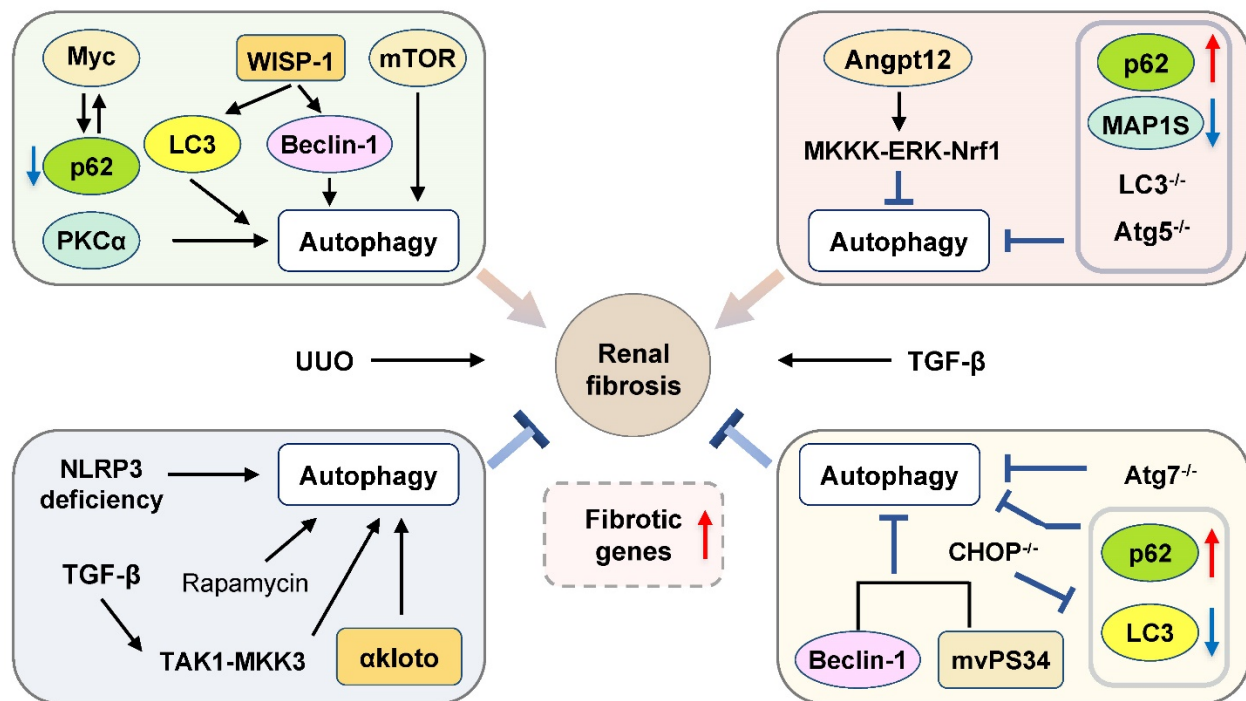 Myc
WISP-1
mTOR
LC3
Beclin-1
p62
PKCα
Autophagy
Angpt12
MKKK-ERK-Nrf1
Autophagy
p62
MAP1S
LC3-/-
Atg5-/-
UUO
Renal
fibrosis
TGF-β
NLRP3
deficiency
Autophagy
TGF-β
Rapamycin
TAK1-MKK3
αkloto
Fibrotic
genes
Autophagy
Atg7-/-
CHOP-/-
p62
LC3
Beclin-1
mvPS34